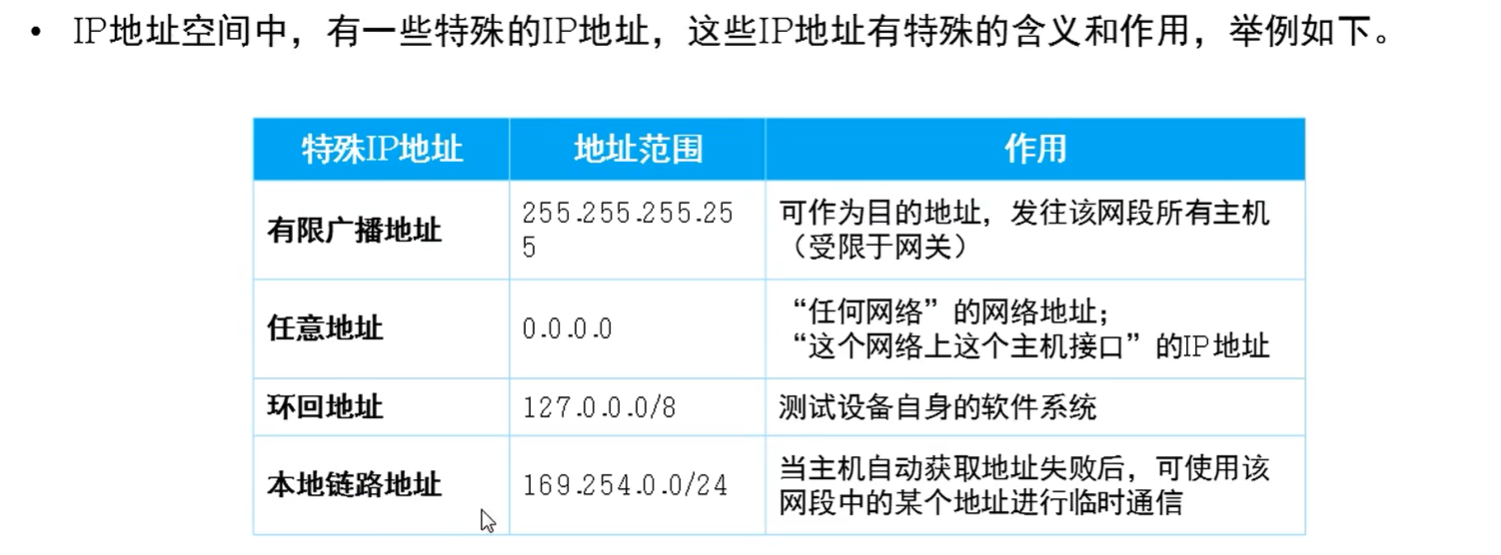 • IP地址空间中，有一些特殊的IP地址，这些IP地址有特殊的含义和作用，举例如下。
特殊IP地址
地址范围
作用
有限广播地址
255.255.255.25
5
可作为目的地址，发往该网段所有主机
（受限于网关）
任意地址
0.0.0.0
“任何网络”的网络地址；
“这个网络上这个主机接口”的IP地址
环回地址
127.0.0.0/8
测试设备自身的软件系统
本地链路地址
169.254.0.0/24
当主机自动获取地址失败后，可使用该
网段中的某个地址进行临时通信